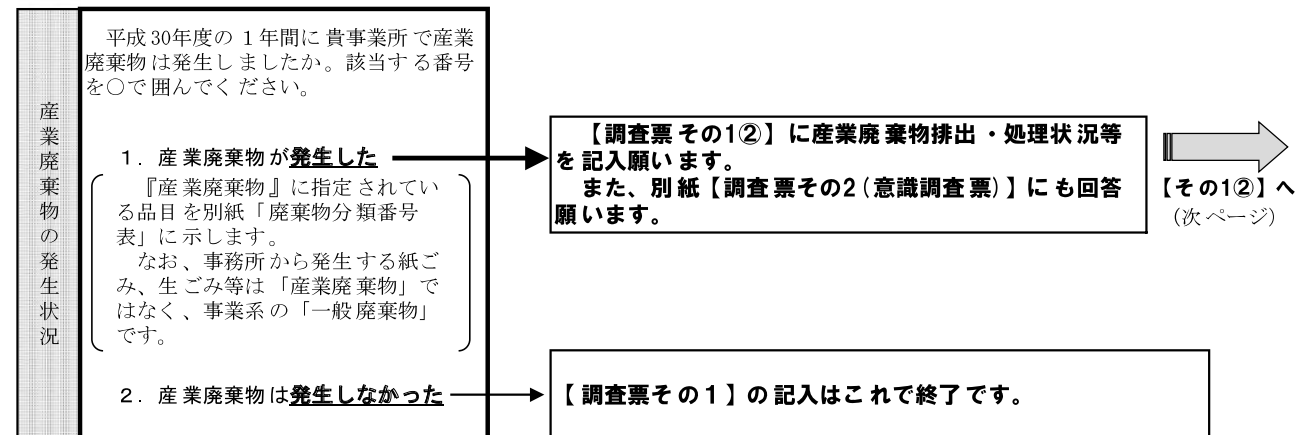 産業廃棄物の発生状況
平成30年度の1年間に貴事業所で産業
廃棄物は発生しましたか。該当する番号
を○で囲んでください。
1．産業廃棄物が発生した
『産業廃棄物』に指定されてい
る品目を別紙「廃棄物分類番号
表」に示します。
なお、事務所から発生する紙ご
み、生ごみ等は「産業廃棄物」で
はなく、事業系の「一般廃棄物」
です。
2．産業廃棄物は発生しなかった
【調査票その1②】に産業廃棄物排出・処理状況等
を記入願います。
また、別紙【調査票その2(意識調査票)】にも回答
願います。
【その1②】へ
（次ページ）
【調査票その1】の記入はこれで終了です。